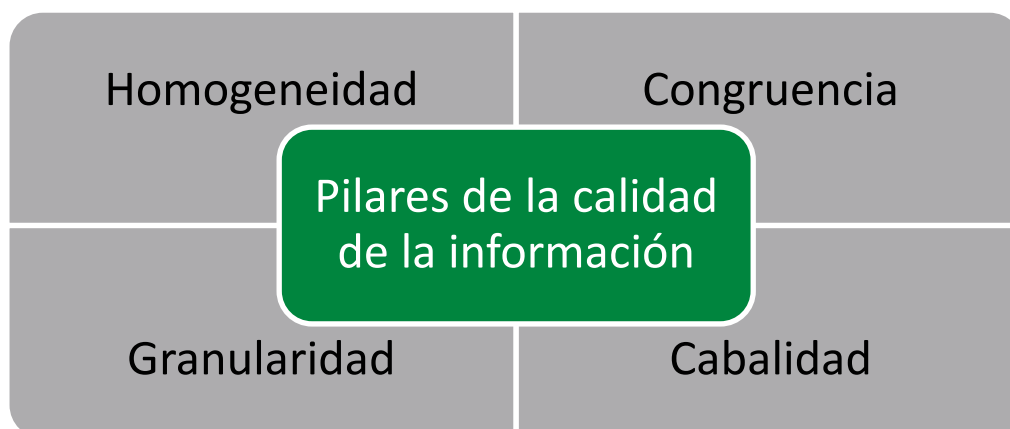 Homogeneidad
Congruencia
Pilares de la calidad
de la información
Granularidad
Cabalidad